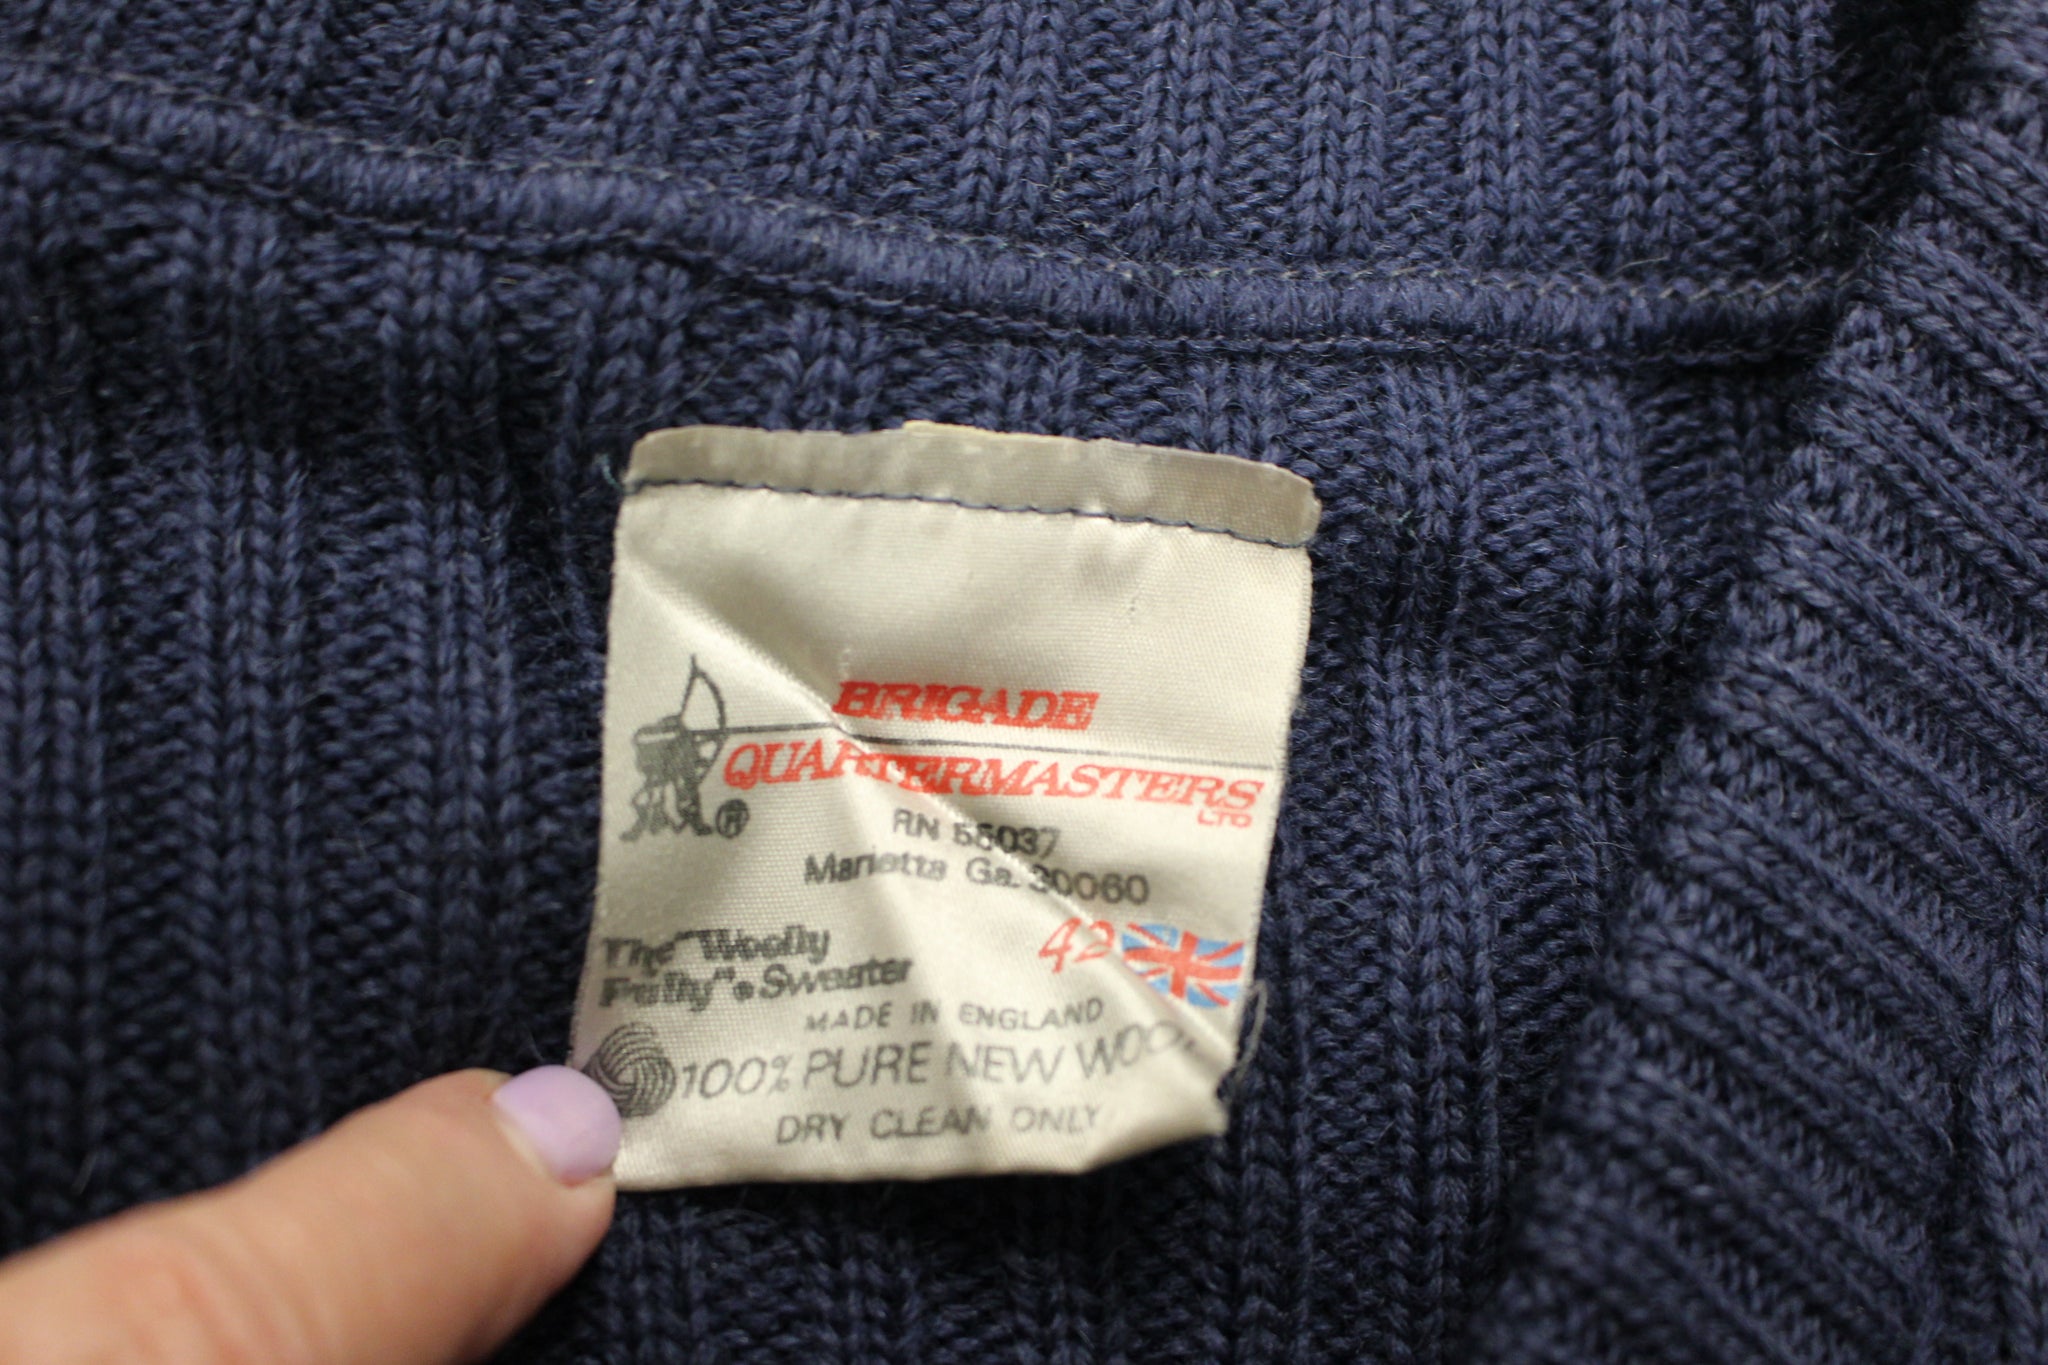 BRIGADE
QUARTERMASTERS
LTD
®
RN 55037
Marietta Ga. 30060
The "Woolly
Pully"® Sweater
42
MADE IN ENGLAND
100% PURE NEW WOOL
DRY CLEAN ONLY